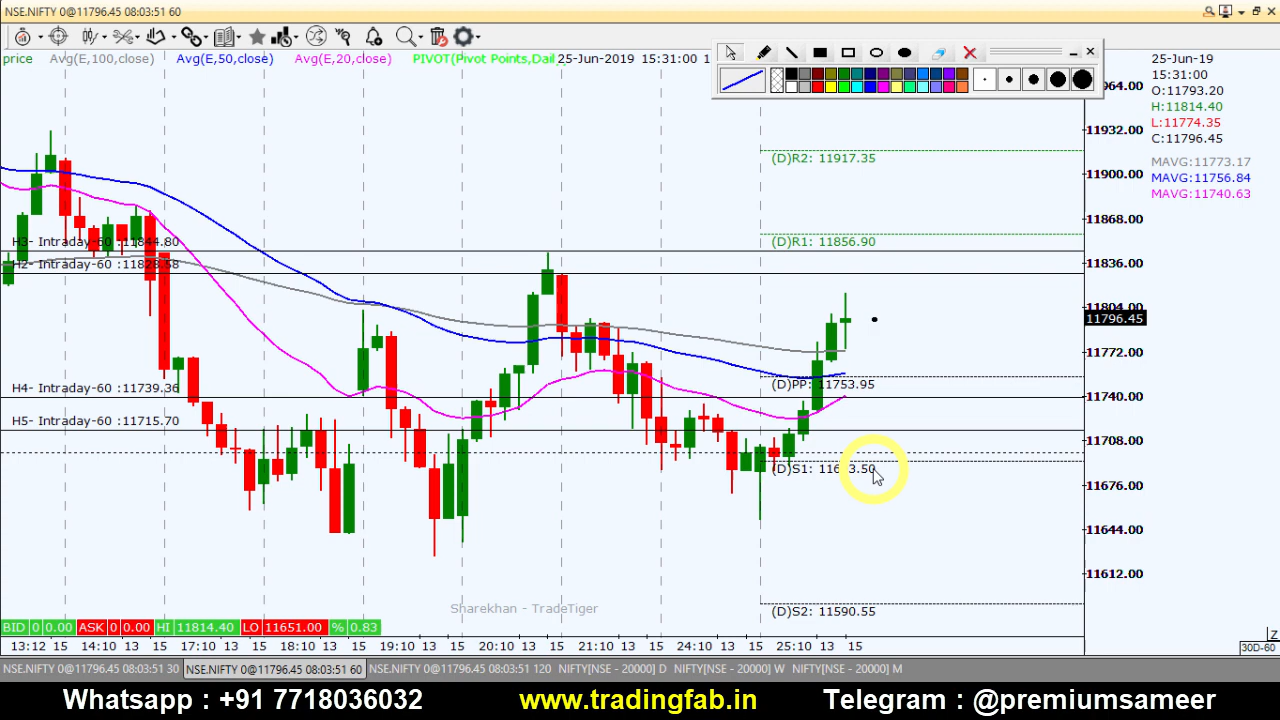 NSE.NIFTY 0@11796.45 08:03:51 60
price Avg(E,100,close) Avg(E,50,close) Avg(E,20,close) PIVOT(Pivot Points,Dail 25-Jun-2019 15:31:00 1
25-Jun-19
15:31:00
O:11793.20
H:11814.40
L:11774.35
C:11796.45
MAVG:11773.17
MAVG:11756.84
MAVG:11740.63
11964.00
11932.00
11900.00
11868.00
11836.00
11804.00
11796.45
11772.00
11740.00
11708.00
11676.00
11644.00
11612.00
(D)R2: 11917.35
(D)R1: 11856.90
H3- Intraday-60 :11844.80
H2- Intraday-60 :11828.58
(D)PP: 11753.95
H4- Intraday-60 :11739.36
H5- Intraday-60 :11715.70
(D)S1: 11693.50
(D)S2: 11590.55
Sharekhan - TradeTiger
BID 0 0.00 ASK 0 0.00 HI 11814.40 LO 11651.00 % 0.83
13:12 15 14:10 13 15 17:10 13 15 18:10 13 15 19:10 13 15 20:10 13 15 21:10 13 15 24:10 13 15 25:10 13 15
Z
30D-60
NSE.NIFTY 0@11796.45 08:03:51 30 NSE.NIFTY 0@11796.45 08:03:51 60 NSE.NIFTY 0@11796.45 08:03:51 120 NIFTY[NSE - 20000] D NIFTY[NSE - 20000] W NIFTY[NSE - 20000] M
Whatsapp : +91 7718036032 www.tradingfab.in Telegram : @premiumsameer